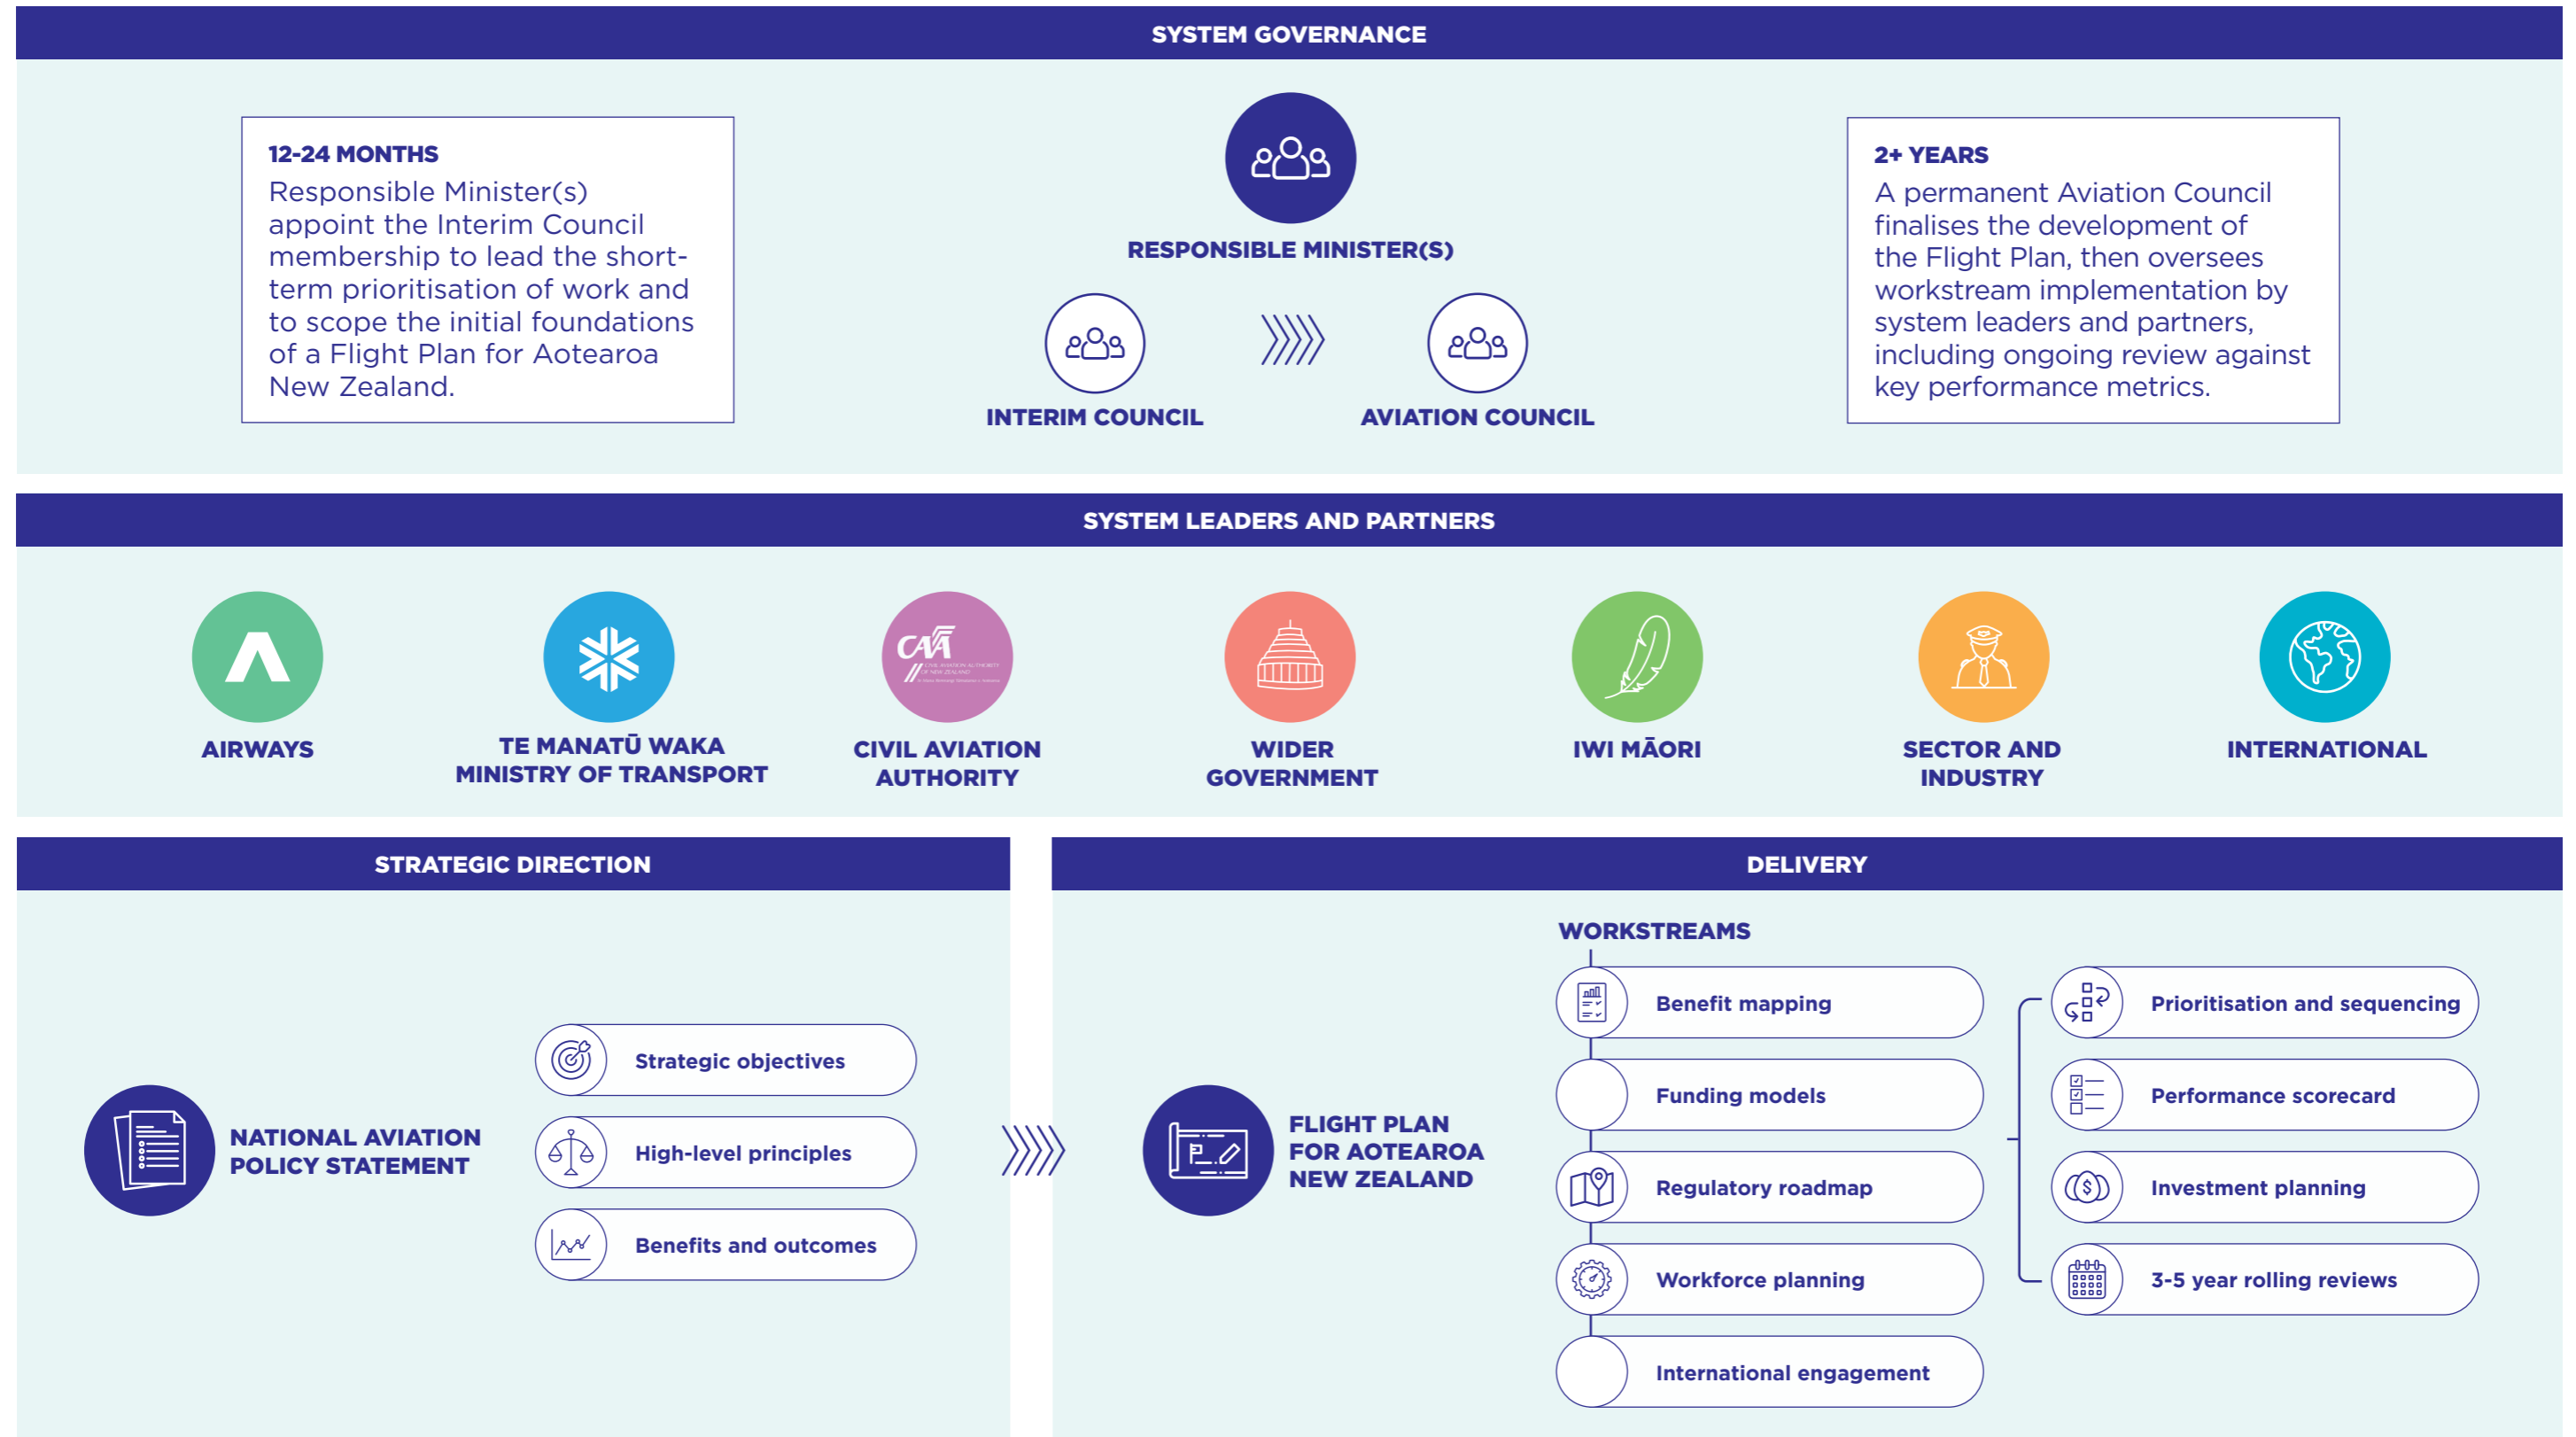 SYSTEM GOVERNANCE
12-24 MONTHS
Responsible Minister(s)
appoint the Interim Council
membership to lead the short-
term prioritisation of work and
to scope the initial foundations
of a Flight Plan for Aotearoa
New Zealand.
RESPONSIBLE MINISTER(S)
INTERIM COUNCIL
AVIATION COUNCIL
2+ YEARS
A permanent Aviation Council
finalises the development of
the Flight Plan, then oversees
workstream implementation by
system leaders and partners,
including ongoing review against
key performance metrics.
SYSTEM LEADERS AND PARTNERS
AIRWAYS
TE MANATŪ WAKA
MINISTRY OF TRANSPORT
CAA
CIVIL AVIATION AUTHORITY
OF NEW ZEALAND
CIVIL AVIATION
AUTHORITY
WIDER
GOVERNMENT
IWI MĀORI
SECTOR AND
INDUSTRY
INTERNATIONAL
STRATEGIC DIRECTION
NATIONAL AVIATION
POLICY STATEMENT
Strategic objectives
High-level principles
Benefits and outcomes
DELIVERY
FLIGHT PLAN
FOR AOTEAROA
NEW ZEALAND
WORKSTREAMS
Benefit mapping
Funding models
Regulatory roadmap
Workforce planning
International engagement
Prioritisation and sequencing
Performance scorecard
Investment planning
3-5 year rolling reviews